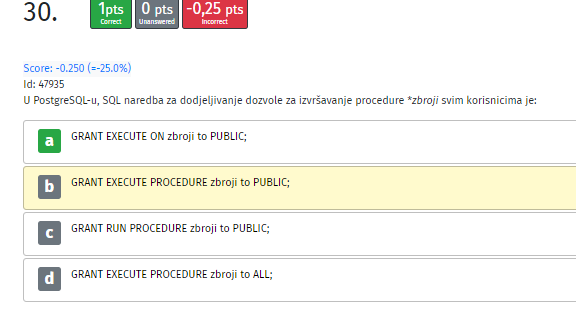 30.
1pts
Correct
0 pts
Unanswered
-0,25 pts
Incorrect
Score: -0.250 (=-25.0%)
Id: 47935
U PostgreSQL-u, SQL naredba za dodjeljivanje dozvole za izvršavanje procedure *zbroji svim korisnicima je:
a GRANT EXECUTE ON zbroji to PUBLIC;
b GRANT EXECUTE PROCEDURE zbroji to PUBLIC;
c GRANT RUN PROCEDURE zbroji to PUBLIC;
d GRANT EXECUTE PROCEDURE zbroji to ALL;